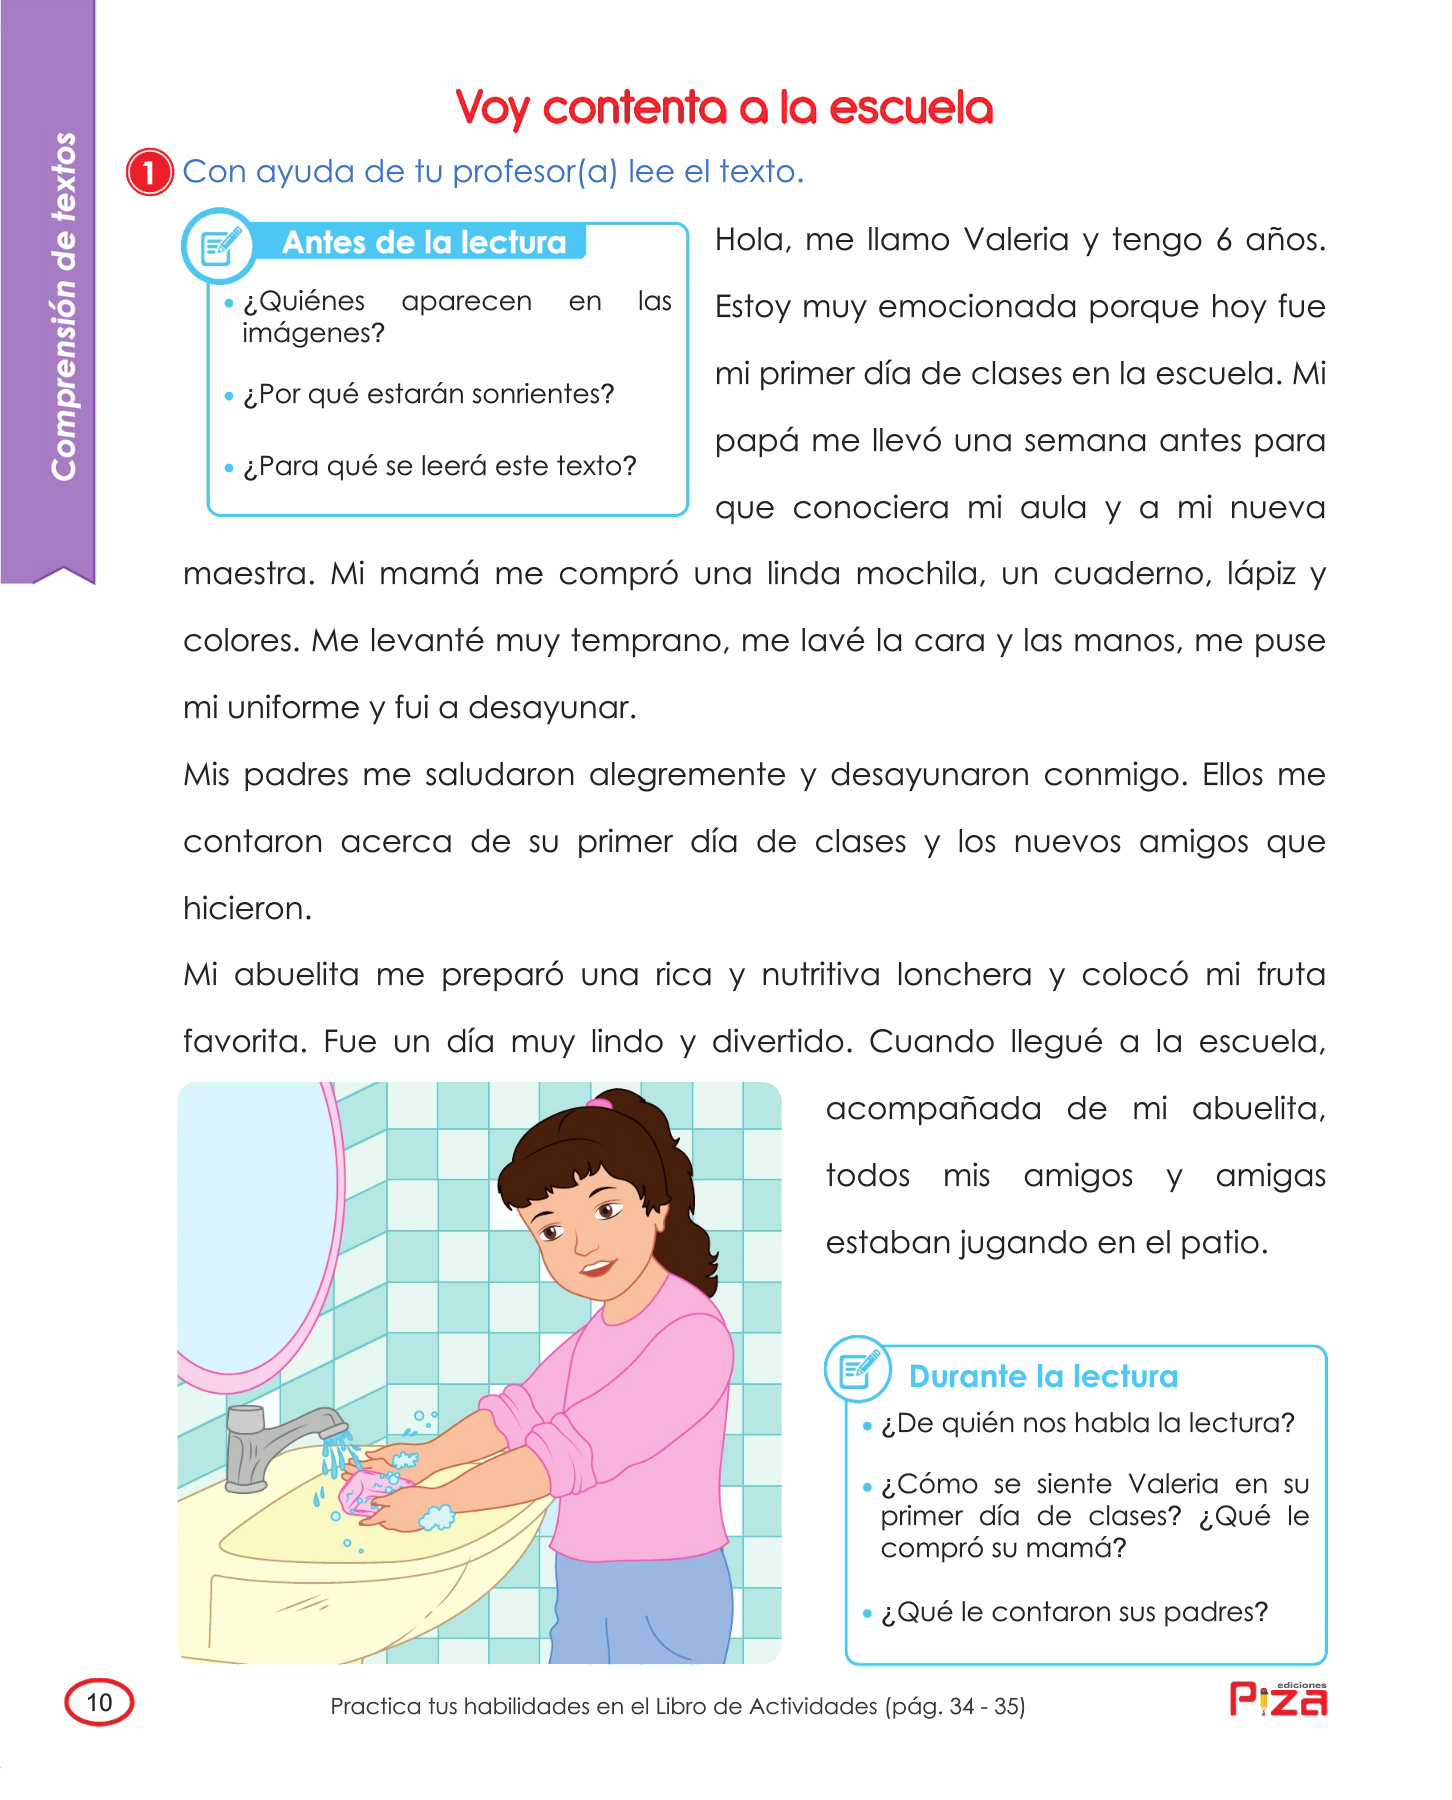 Comprensión de textos
Voy contenta a la escuela
1 Con ayuda de tu profesor(a) lee el texto.
Antes de la lectura
• ¿Quiénes aparecen en las
imágenes?
• ¿Por qué estarán sonrientes?
• ¿Para qué se leerá este texto?
Hola, me llamo Valeria y tengo 6 años.
Estoy muy emocionada porque hoy fue
mi primer día de clases en la escuela. Mi
papá me llevó una semana antes para
que conociera mi aula y a mi nueva
maestra. Mi mamá me compró una linda mochila, un cuaderno, lápiz y
colores. Me levanté muy temprano, me lavé la cara y las manos, me puse
mi uniforme y fui a desayunar.
Mis padres me saludaron alegremente y desayunaron conmigo. Ellos me
contaron acerca de su primer día de clases y los nuevos amigos que
hicieron.
Mi abuelita me preparó una rica y nutritiva lonchera y colocó mi fruta
favorita. Fue un día muy lindo y divertido. Cuando llegué a la escuela,
acompañada de mi abuelita,
todos mis amigos y amigas
estaban jugando en el patio.
Durante la lectura
• ¿De quién nos habla la lectura?
• ¿Cómo se siente Valeria en su
primer día de clases? ¿Qué le
compró su mamá?
• ¿Qué le contaron sus padres?
10
Practica tus habilidades en el Libro de Actividades (pág. 34 - 35)
ediciones
Piza